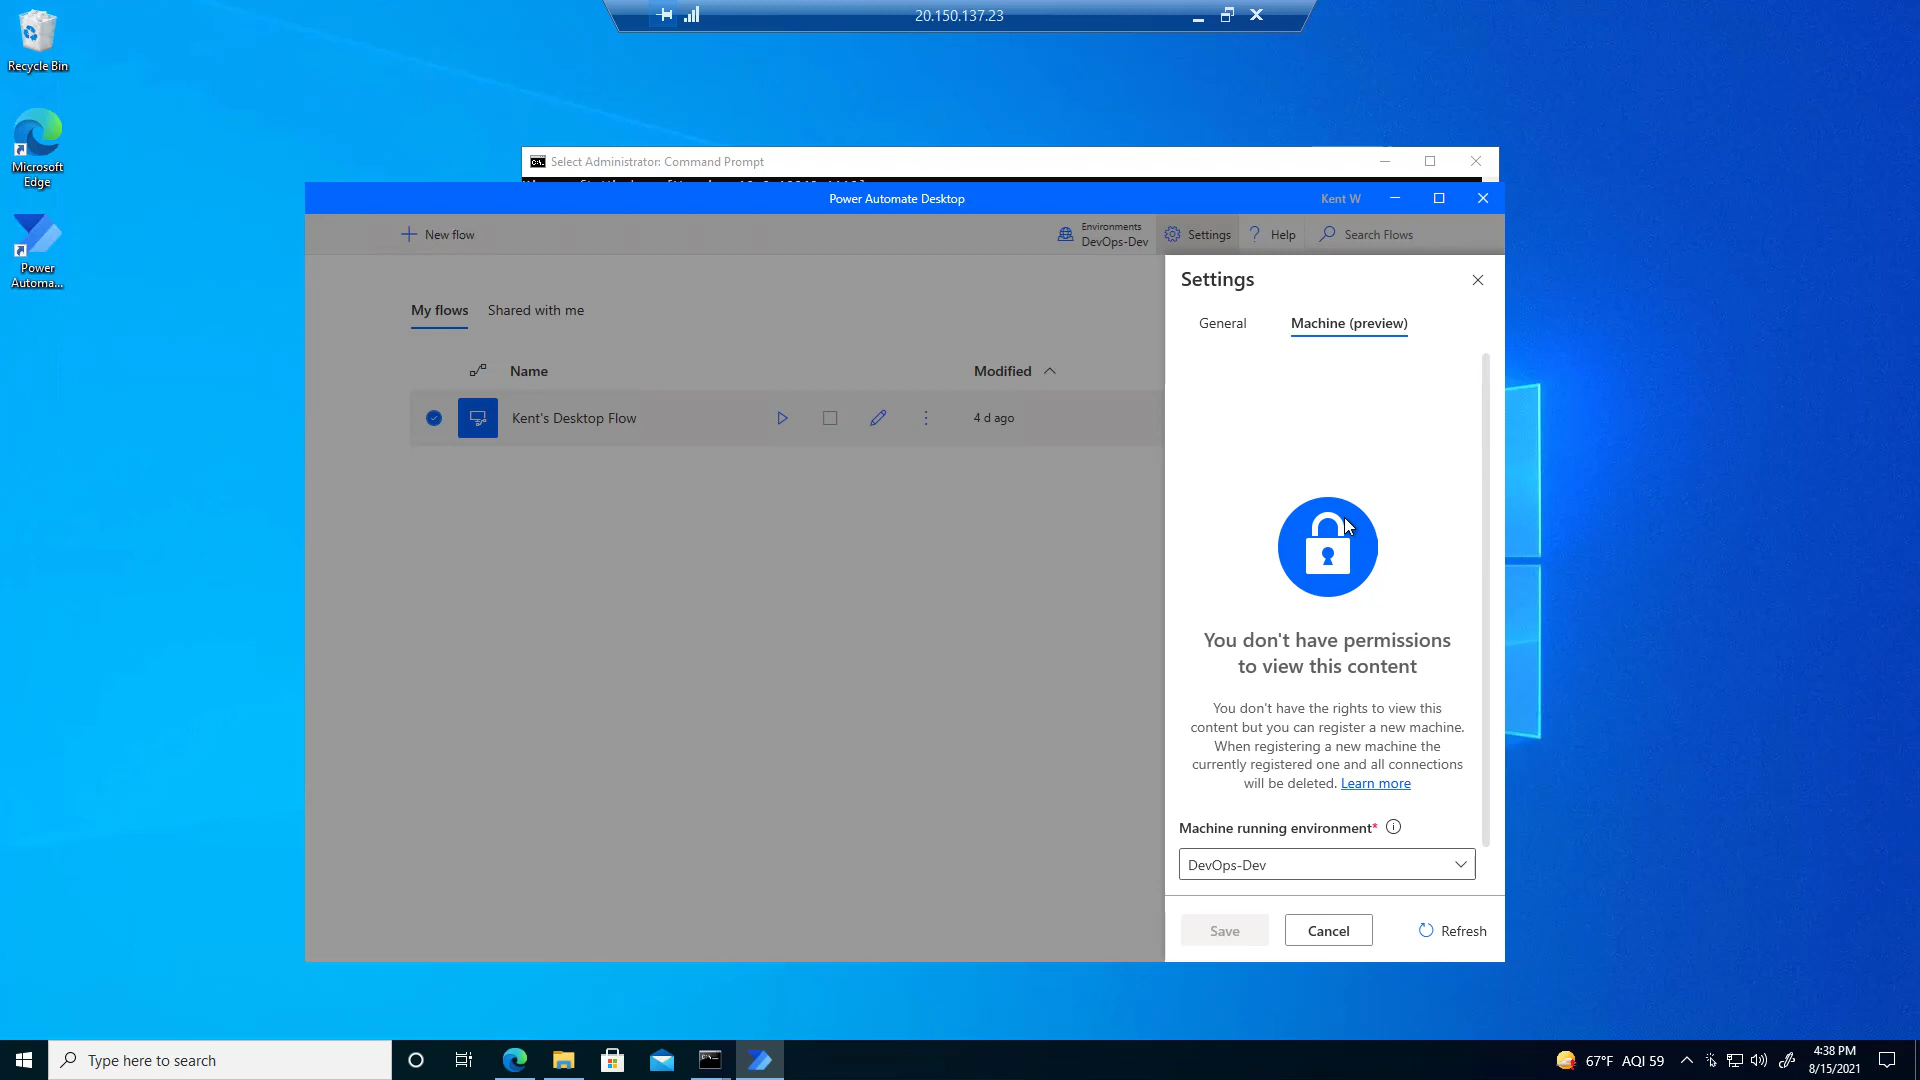 20.150.137.23
Recycle Bin
Microsoft
Edge
Power
Automa...
Select Administrator: Command Prompt
Power Automate Desktop
Kent W
New flow
Environments
DevOps-Dev
Settings
Help
Search Flows
My flows
Shared with me
Name
Modified
Kent's Desktop Flow
4 d ago
Settings
General
Machine (preview)
You don't have permissions
to view this content
You don't have the rights to view this
content but you can register a new machine.
When registering a new machine the
currently registered one and all connections
will be deleted. Learn more
Machine running environment*
DevOps-Dev
Save
Cancel
Refresh
Type here to search
67°F AQI 59
4:38 PM
8/15/2021